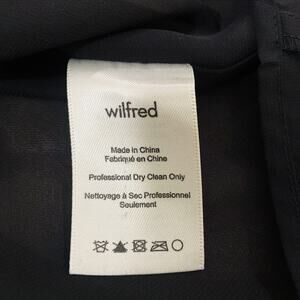 wilfred
Made in China
Fabriqué en Chine
Professional Dry Clean Only
Nettoyage à Sec Professionnel
Seulement